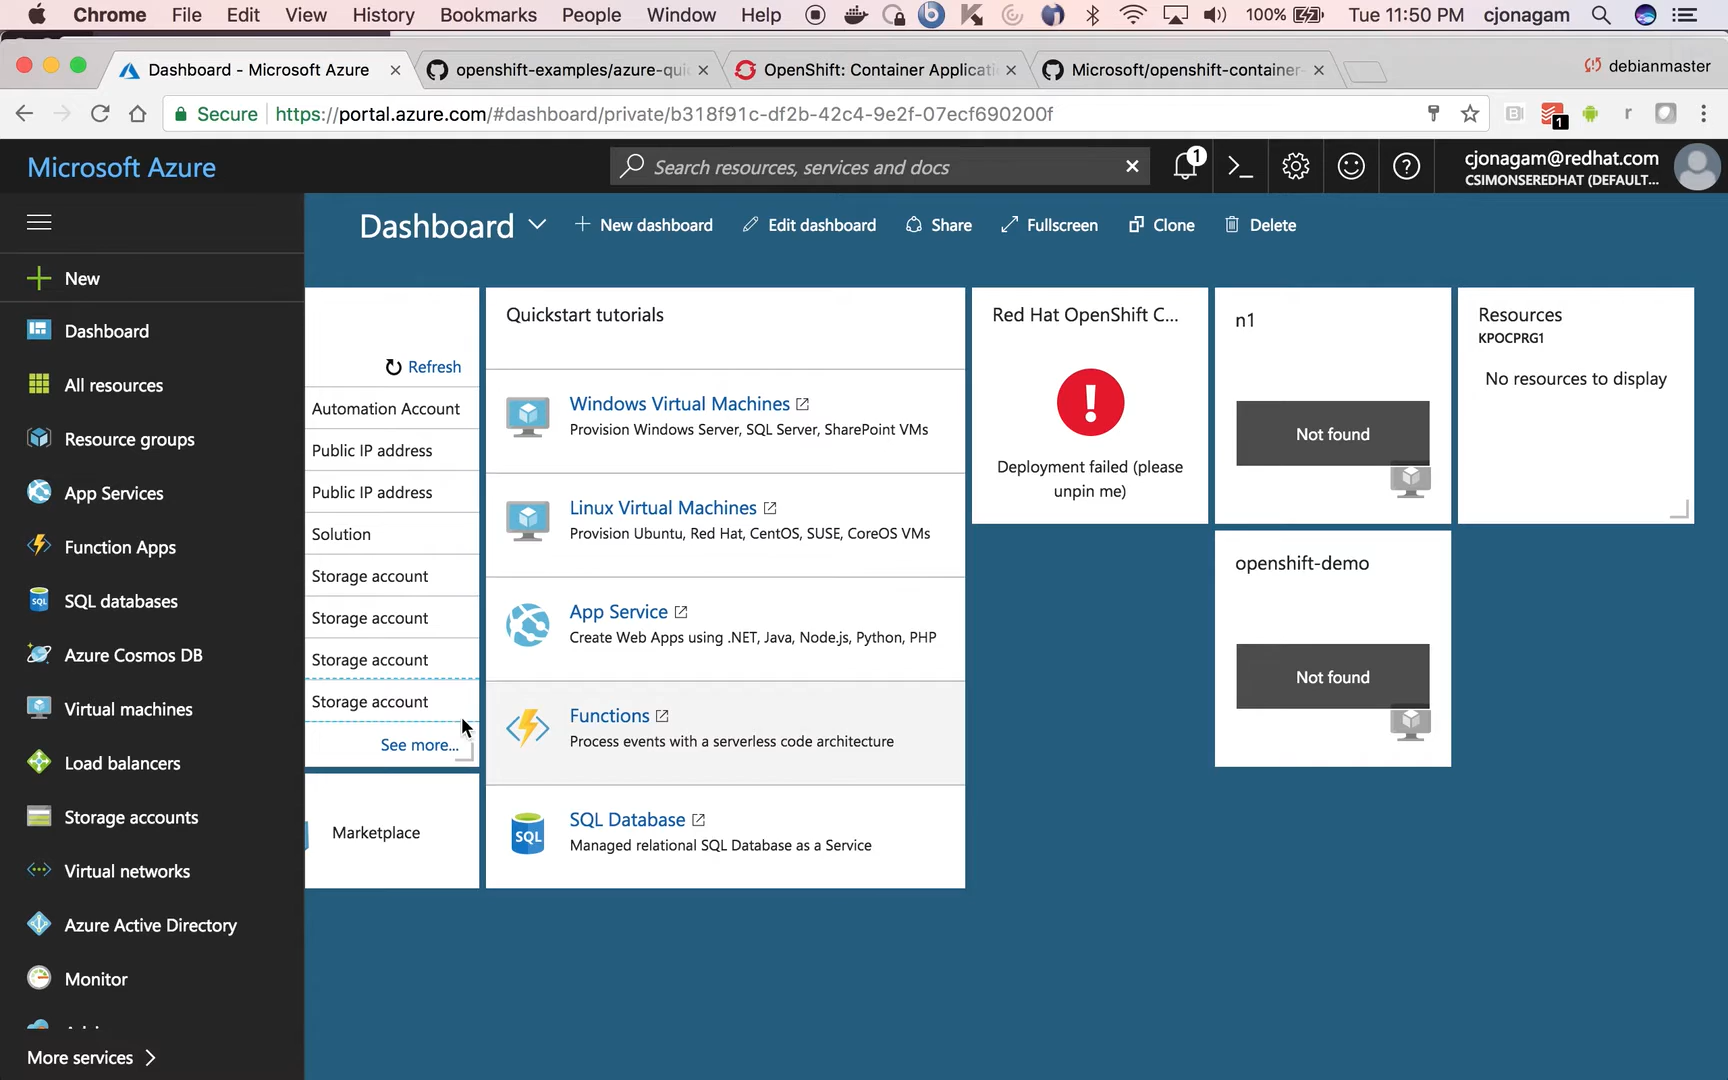 Chrome File Edit View History Bookmarks People Window Help 100% Tue 11:50 PM cjonagam
Dashboard - Microsoft Azure openshift-examples/azure-qui OpenShift: Container Applicati Microsoft/openshift-container- debianmaster
Secure https://portal.azure.com/#dashboard/private/b318f91c-df2b-42c4-9e2f-07ecf690200f 1
Microsoft Azure Search resources, services and docs 1 cjonagam@redhat.com
CSIMONSEREDHAT (DEFAULT...
Dashboard New dashboard Edit dashboard Share Fullscreen Clone Delete
New
Dashboard
All resources
Resource groups
App Services
Function Apps
SQL databases
Azure Cosmos DB
Virtual machines
Load balancers
Storage accounts
Virtual networks
Azure Active Directory
Monitor
More services
Refresh
Automation Account
Public IP address
Public IP address
Solution
Storage account
Storage account
Storage account
Storage account
See more...
Marketplace
Quickstart tutorials
Windows Virtual Machines
Provision Windows Server, SQL Server, SharePoint VMs
Linux Virtual Machines
Provision Ubuntu, Red Hat, CentOS, SUSE, CoreOS VMs
App Service
Create Web Apps using .NET, Java, Node.js, Python, PHP
Functions
Process events with a serverless code architecture
SQL
SQL Database
Managed relational SQL Database as a Service
Red Hat OpenShift C...
Deployment failed (please
unpin me)
n1
Not found
openshift-demo
Not found
Resources
KPOCPRG1
No resources to display